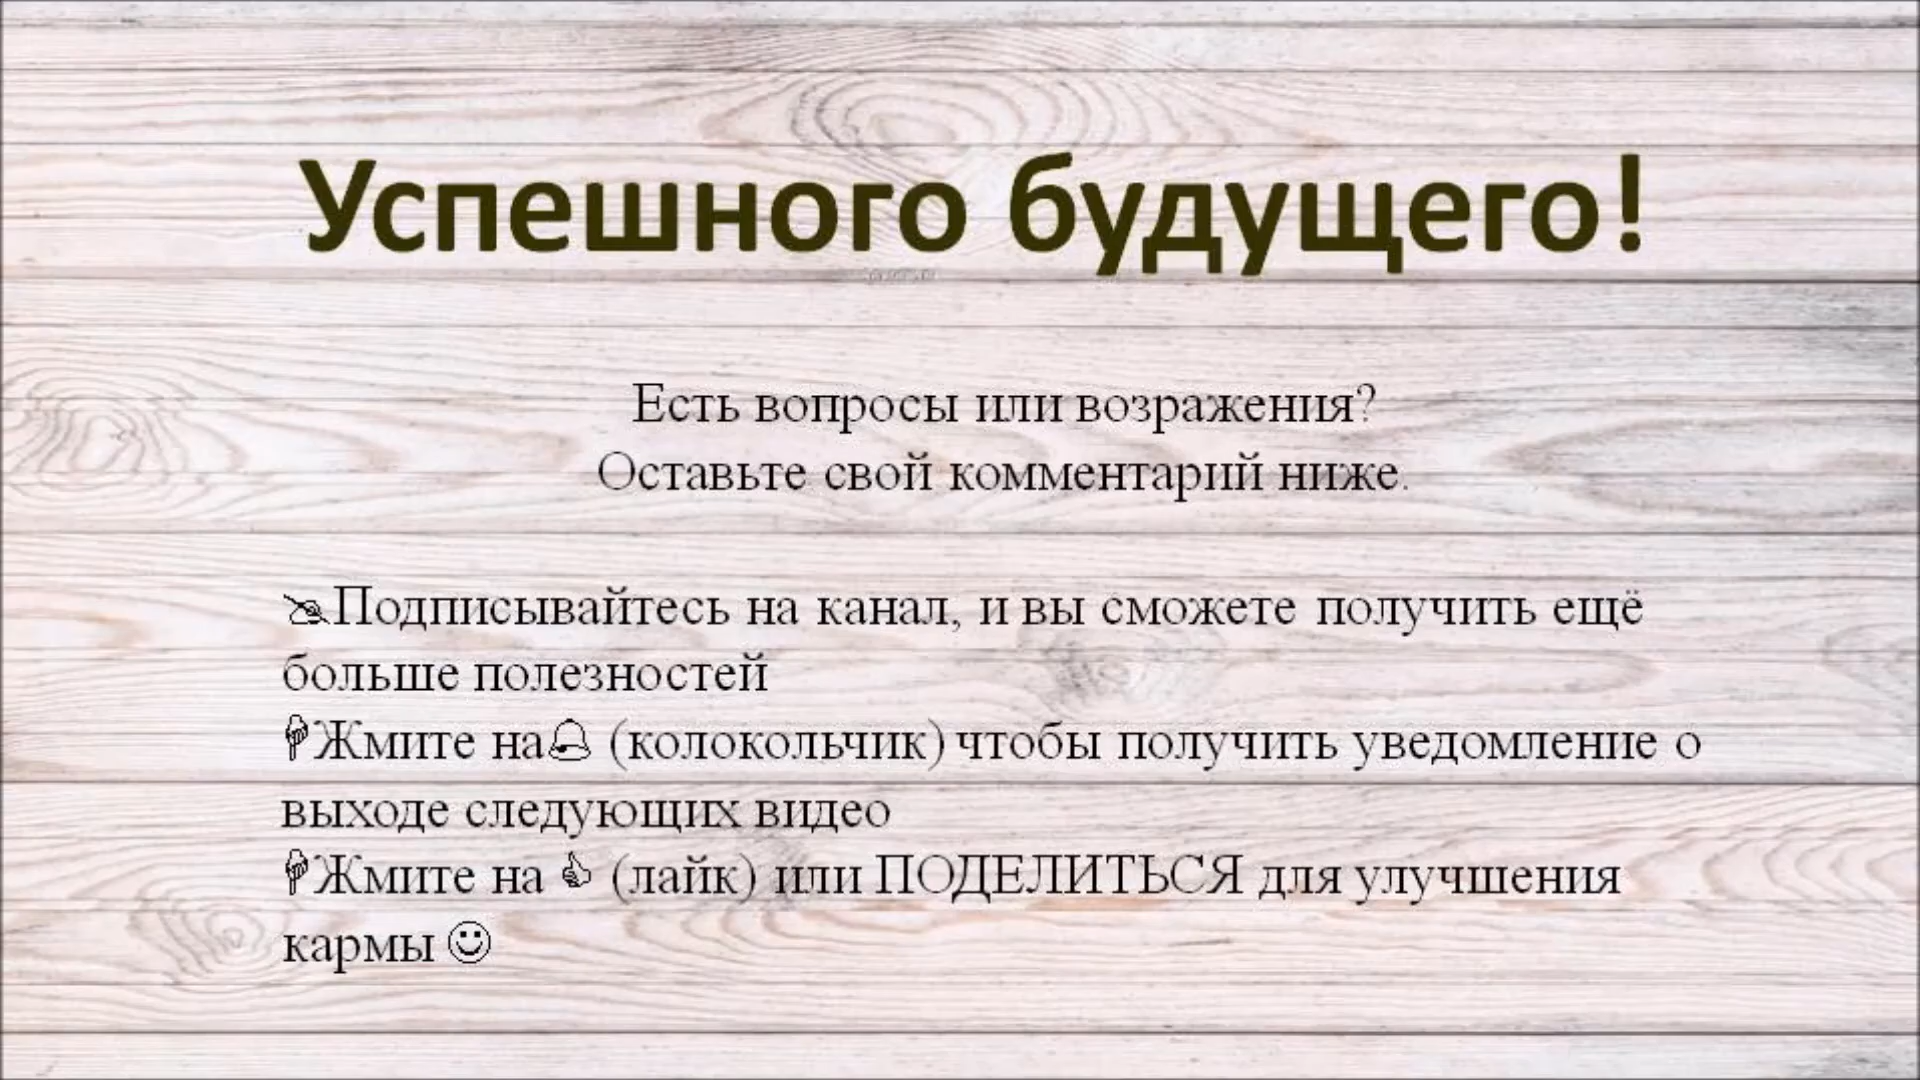 Успешного будущего!
Есть вопросы или возражения?
Оставьте свой комментарий ниже.
✍Подписывайтесь на канал, и вы сможете получить ещё
больше полезностей
Жмите на🔔 (колокольчик) чтобы получить уведомление о
выходе следующих видео
Жмите на 👍 (лайк) или ПОДЕЛИТЬСЯ для улучшения
кармы ☺